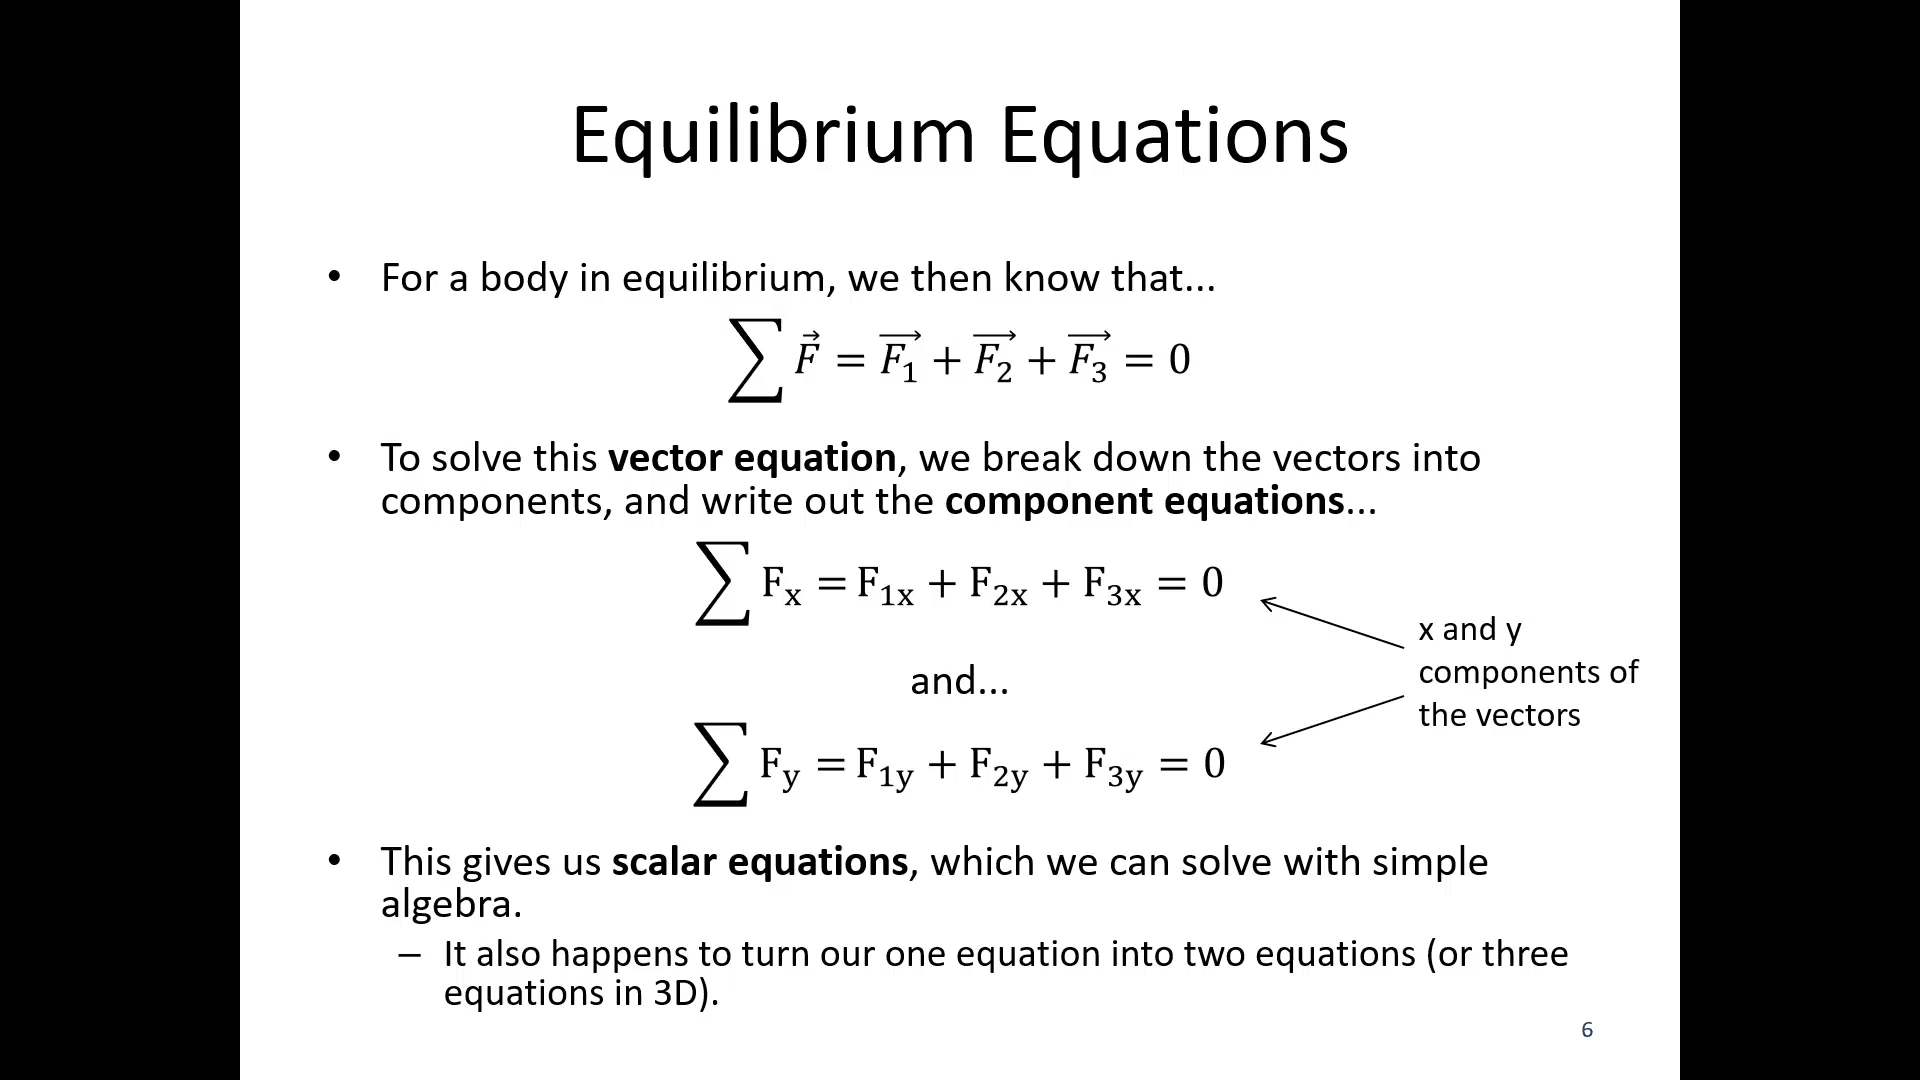 Equilibrium Equations
• For a body in equilibrium, we then know that...
∑ F⃗ = F₁⃗ + F₂⃗ + F₃⃗ = 0
• To solve this vector equation, we break down the vectors into
components, and write out the component equations...
∑ Fₓ = F₁ₓ + F₂ₓ + F₃ₓ = 0
x and y
components of
the vectors
and...
∑ F_y = F_1y + F_2y + F_3y = 0
• This gives us scalar equations, which we can solve with simple
algebra.
– It also happens to turn our one equation into two equations (or three
equations in 3D).
6